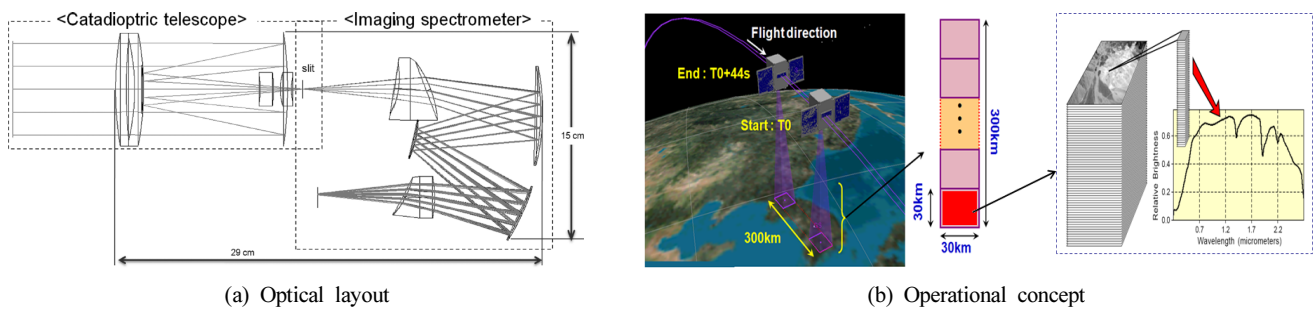 <Catadioptric telescope>
<Imaging spectrometer>
slit
15 cm
29 cm
(a) Optical layout
Flight direction
End : T0+44s
Start : T0
300km
300km
30km
30km
Relative Brightness
0.6
0.4
0.2
0.0
0.7 1.2 1.7 2.2
Wavelength (micrometers)
(b) Operational concept